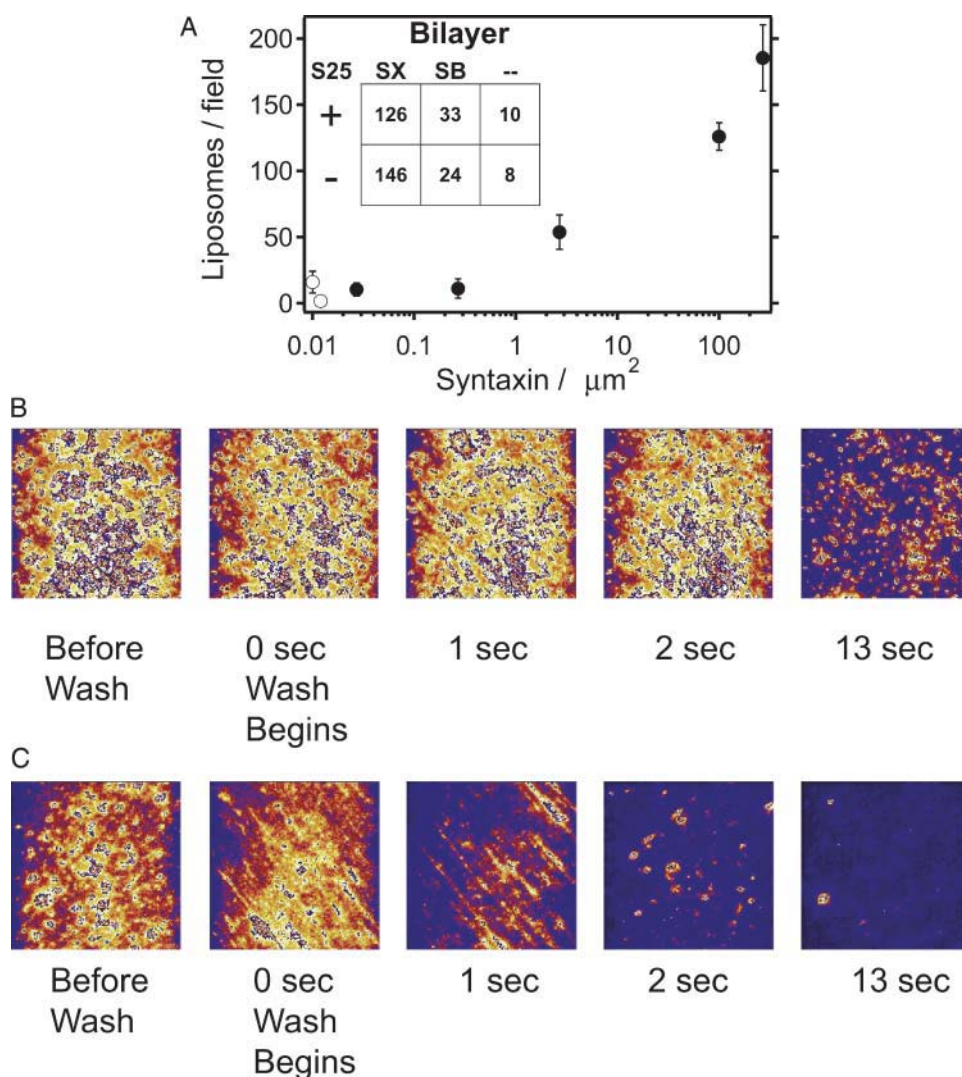 A
Bilayer
S25 SX SB --
+ 126 33 10
- 146 24 8
Liposomes / field
200
150
100
50
0
0.01 0.1 1 10 100
Syntaxin / μm²
B
Before Wash
0 sec Wash Begins
1 sec
2 sec
13 sec
C
Before Wash
0 sec Wash Begins
1 sec
2 sec
13 sec